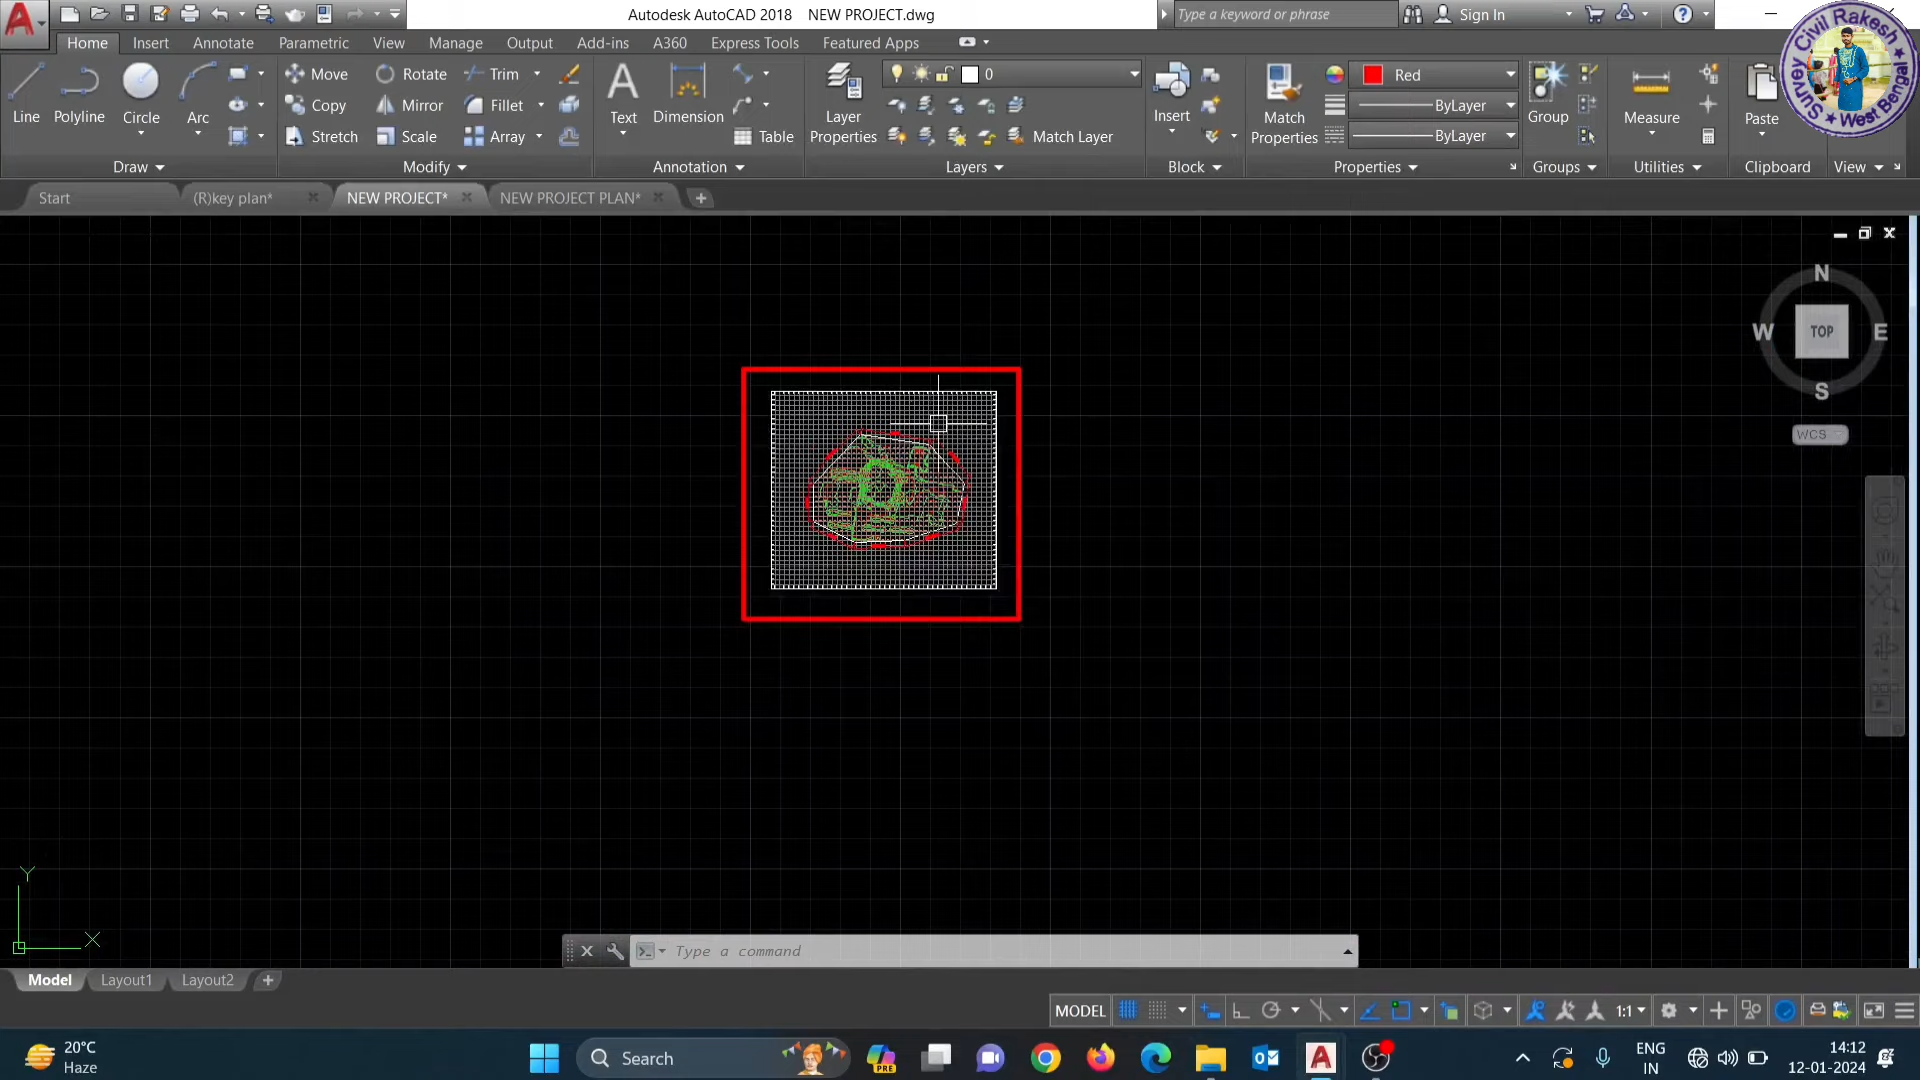 Autodesk AutoCAD 2018 NEW PROJECT.dwg
Type a keyword or phrase
Sign In
Home Insert Annotate Parametric View Manage Output Add-ins A360 Express Tools Featured Apps
Line Polyline Circle Arc
Move Rotate Trim
Copy Mirror Fillet
Stretch Scale Array
Text Dimension Table
Layer Properties
0
Match Layer
Insert
Match Properties
Red
ByLayer
ByLayer
Group
Measure
Paste
Draw Modify Annotation Layers Block Properties Groups Utilities Clipboard View
Survey Civil Rakesh West Bengal
Start (R)key plan* NEW PROJECT* NEW PROJECT PLAN*
N
W TOP E
S
WCS
Y
X
Type a command
Model Layout1 Layout2
MODEL 1:1
20°C
Haze
Search
PRE
ENG
IN
14:12
12-01-2024